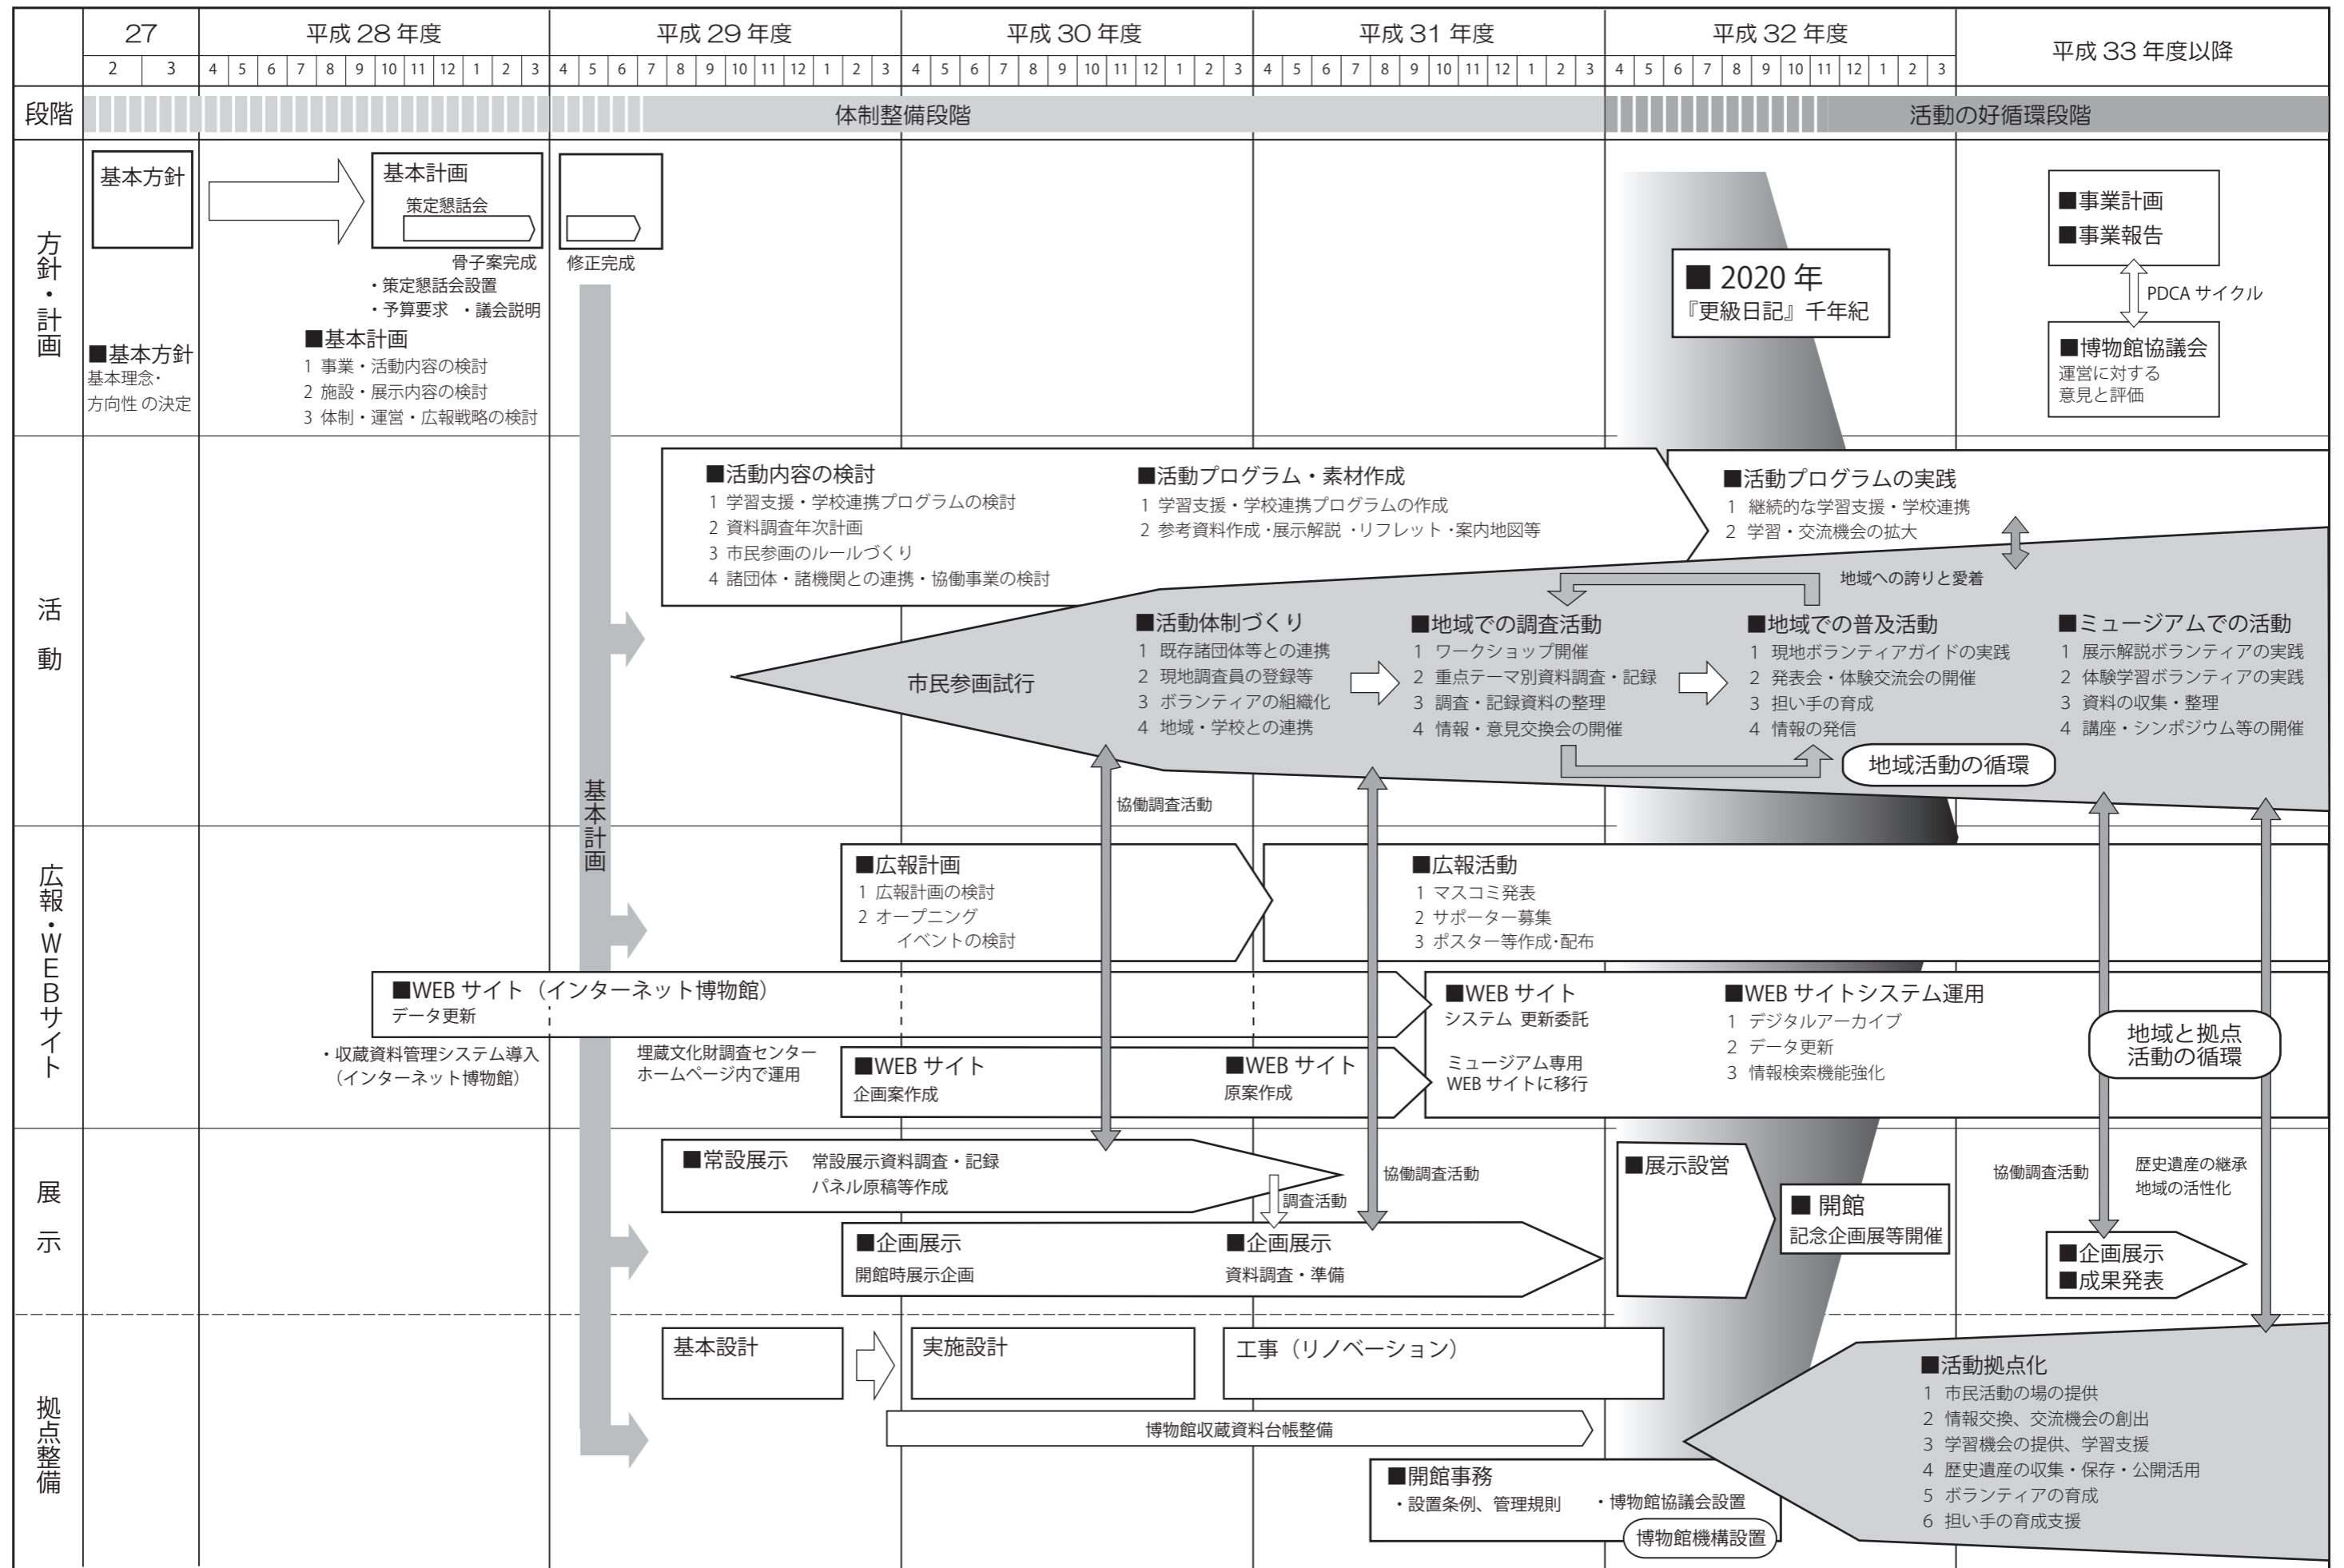 27
平成 28 年度
平成 29 年度
平成 30 年度
平成 31 年度
平成 32 年度
平成 33 年度以降
2 3 4 5 6 7 8 9 10 11 12 1 2 3 4 5 6 7 8 9 10 11 12 1 2 3 4 5 6 7 8 9 10 11 12 1 2 3 4 5 6 7 8 9 10 11 12 1 2 3 4 5 6 7 8 9 10 11 12 1 2 3
段階
体制整備段階
活動の好循環段階
方針・計画
基本方針
■基本方針
基本理念・
方向性 の決定
基本計画
策定懇話会
骨子案完成
・策定懇話会設置
・予算要求 ・議会説明
■基本計画
1 事業・活動内容の検討
2 施設・展示内容の検討
3 体制・運営・広報戦略の検討
修正完成
基本計画
■ 2020 年
『更級日記』千年紀
■事業計画
■事業報告
PDCA サイクル
■博物館協議会
運営に対する
意見と評価
活動
■活動内容の検討
1 学習支援・学校連携プログラムの検討
2 資料調査年次計画
3 市民参画のルールづくり
4 諸団体・諸機関との連携・協働事業の検討
■活動プログラム・素材作成
1 学習支援・学校連携プログラムの作成
2 参考資料作成・展示解説 ・リフレット・案内地図等
■活動プログラムの実践
1 継続的な学習支援・学校連携
2 学習・交流機会の拡大
地域への誇りと愛着
市民参画試行
■活動体制づくり
1 既存諸団体等との連携
2 現地調査員の登録等
3 ボランティアの組織化
4 地域・学校との連携
■地域での調査活動
1 ワークショップ開催
2 重点テーマ別資料調査・記録
3 調査・記録資料の整理
4 情報・意見交換会の開催
■地域での普及活動
1 現地ボランティアガイドの実践
2 発表会・体験交流会の開催
3 担い手の育成
4 情報の発信
■ミュージアムでの活動
1 展示解説ボランティアの実践
2 体験学習ボランティアの実践
3 資料の収集・整理
4 講座・シンポジウム等の開催
地域活動の循環
協働調査活動
広報・WEBサイト
■広報計画
1 広報計画の検討
2 オープニング
イベントの検討
■広報活動
1 マスコミ発表
2 サポーター募集
3 ポスター等作成・配布
■WEB サイト（インターネット博物館）
データ更新
・収蔵資料管理システム導入
（インターネット博物館）
埋蔵文化財調査センター
ホームページ内で運用
■WEB サイト
企画案作成
■WEB サイト
原案作成
■WEB サイト
システム 更新委託
ミュージアム専用
WEB サイトに移行
■WEB サイトシステム運用
1 デジタルアーカイブ
2 データ更新
3 情報検索機能強化
地域と拠点
活動の循環
展示
■常設展示 常設展示資料調査・記録
パネル原稿等作成
調査活動
協働調査活動
■企画展示
開館時展示企画
■企画展示
資料調査・準備
■展示設営
■ 開館
記念企画展等開催
協働調査活動
歴史遺産の継承
地域の活性化
■企画展示
■成果発表
拠点整備
基本設計
実施設計
工事（リノベーション）
博物館収蔵資料台帳整備
■開館事務
・設置条例、管理規則 ・博物館協議会設置
博物館機構設置
■活動拠点化
1 市民活動の場の提供
2 情報交換、交流機会の創出
3 学習機会の提供、学習支援
4 歴史遺産の収集・保存・公開活用
5 ボランティアの育成
6 担い手の育成支援